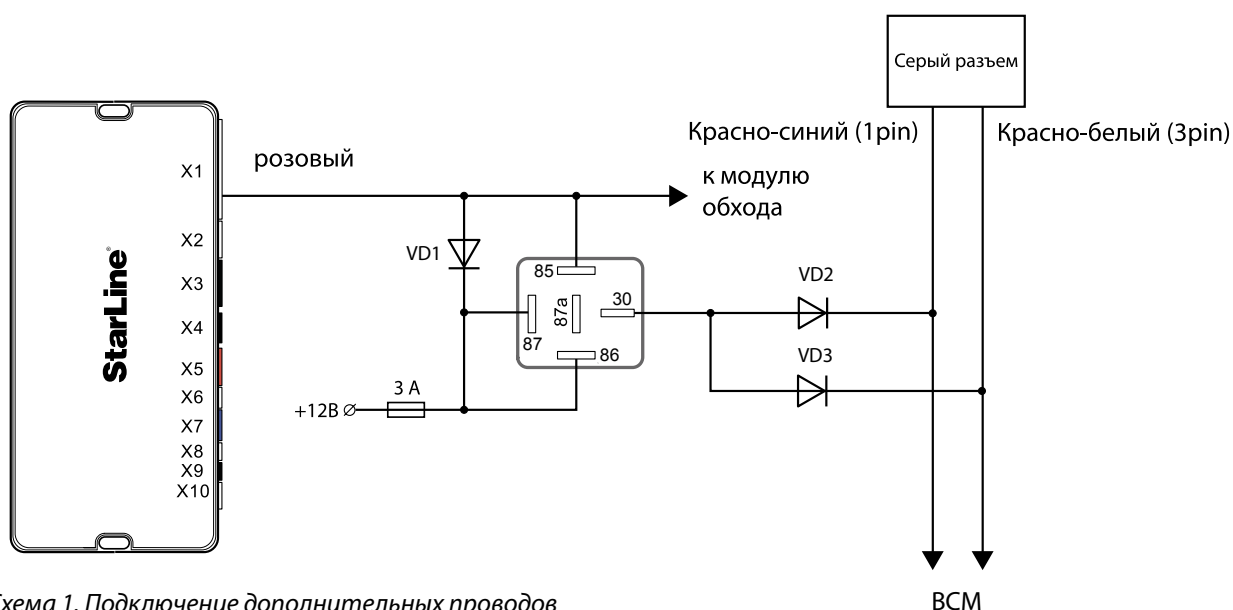 Серый разъем
Красно-синий (1pin)
Красно-белый (3pin)
розовый
к модулю
обхода
X1
X2
X3
X4
X5
X6
X7
X8
X9
X10
StarLine®
VD1
85
87a
30
87
86
VD2
VD3
3 А
+12В
Схема 1. Подключение дополнительных проводов
BCM